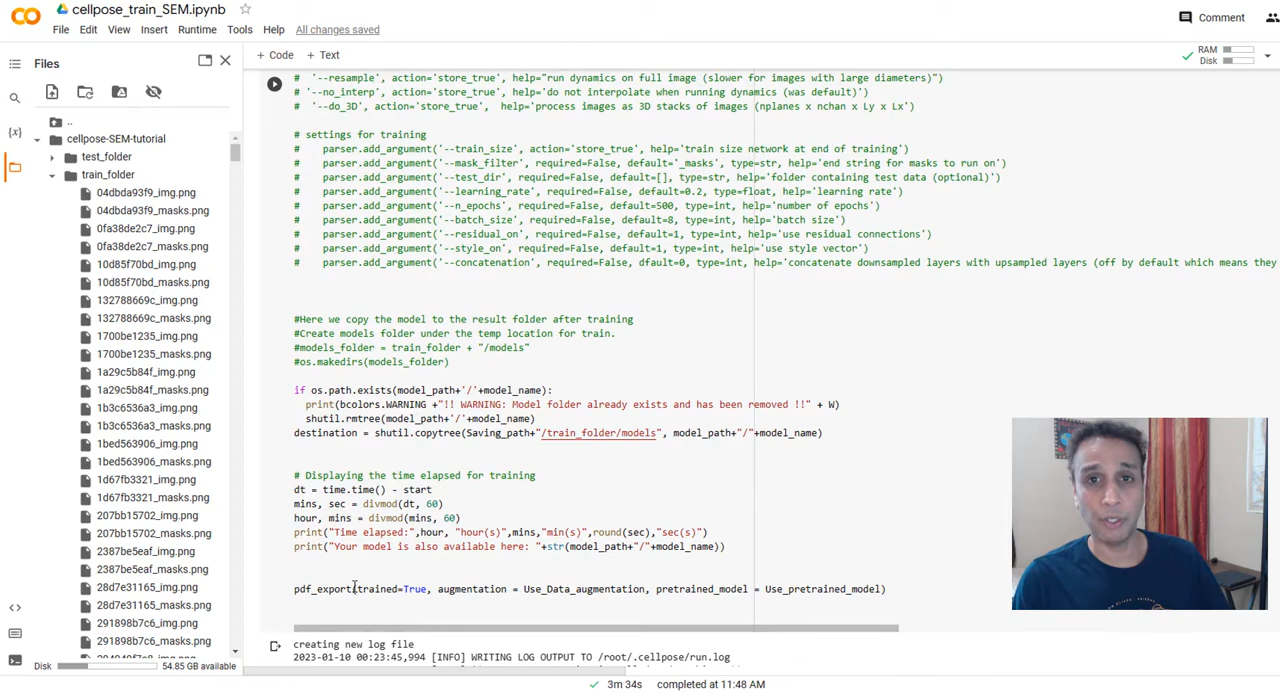 cellpose_train_SEM.ipynb
File Edit View Insert Runtime Tools Help All changes saved
Comment
Files
+ Code + Text
RAM
Disk
..
cellpose-SEM-tutorial
test_folder
train_folder
04dbda93f9_img.png
04dbda93f9_masks.png
0fa38de2c7_img.png
0fa38de2c7_masks.png
10d85f70bd_img.png
10d85f70bd_masks.png
132788669c_img.png
132788669c_masks.png
1700be1235_img.png
1700be1235_masks.png
1a29c5b84f_img.png
1a29c5b84f_masks.png
1b3c6536a3_img.png
1b3c6536a3_masks.png
1bed563906_img.png
1bed563906_masks.png
1d67fb3321_img.png
1d67fb3321_masks.png
207bb15702_img.png
207bb15702_masks.png
2387be5eaf_img.png
2387be5eaf_masks.png
28d7e31165_img.png
28d7e31165_masks.png
291898b7c6_img.png
291898b7c6_masks.png
Disk 54.85 GB available
# '--resample', action='store_true', help="run dynamics on full image (slower for images with large diameters)")
# '--no_interp', action='store_true', help='do not interpolate when running dynamics (was default)')
# '--do_3D', action='store_true', help='process images as 3D stacks of images (nplanes x nchan x Ly x Lx')
# settings for training
# parser.add_argument('--train_size', action='store_true', help='train size network at end of training')
# parser.add_argument('--mask_filter', required=False, default='_masks', type=str, help='end string for masks to run on')
# parser.add_argument('--test_dir', required=False, default=[], type=str, help='folder containing test data (optional)')
# parser.add_argument('--learning_rate', required=False, default=0.2, type=float, help='learning rate')
# parser.add_argument('--n_epochs', required=False, default=500, type=int, help='number of epochs')
# parser.add_argument('--batch_size', required=False, default=8, type=int, help='batch size')
# parser.add_argument('--residual_on', required=False, default=1, type=int, help='use residual connections')
# parser.add_argument('--style_on', required=False, default=1, type=int, help='use style vector')
# parser.add_argument('--concatenation', required=False, dfault=0, type=int, help='concatenate downsampled layers with upsampled layers (off by default which means they
#Here we copy the model to the result folder after training
#Create models folder under the temp location for train.
#models_folder = train_folder + "/models"
#os.makedirs(models_folder)
if os.path.exists(model_path+'/'+model_name):
print(bcolors.WARNING +"!! WARNING: Model folder already exists and has been removed !!" + W)
shutil.rmtree(model_path+'/'+model_name)
destination = shutil.copytree(Saving_path+"/train_folder/models", model_path+"/"+model_name)
# Displaying the time elapsed for training
dt = time.time() - start
mins, sec = divmod(dt, 60)
hour, mins = divmod(mins, 60)
print("Time elapsed:",hour, "hour(s)",mins,"min(s)",round(sec),"sec(s)")
print("Your model is also available here: "+str(model_path+"/"+model_name))
pdf_export(trained=True, augmentation = Use_Data_augmentation, pretrained_model = Use_pretrained_model)
creating new log file
2023-01-10 00:23:45,994 [INFO] WRITING LOG OUTPUT TO /root/.cellpose/run.log
3m 34s completed at 11:48 AM